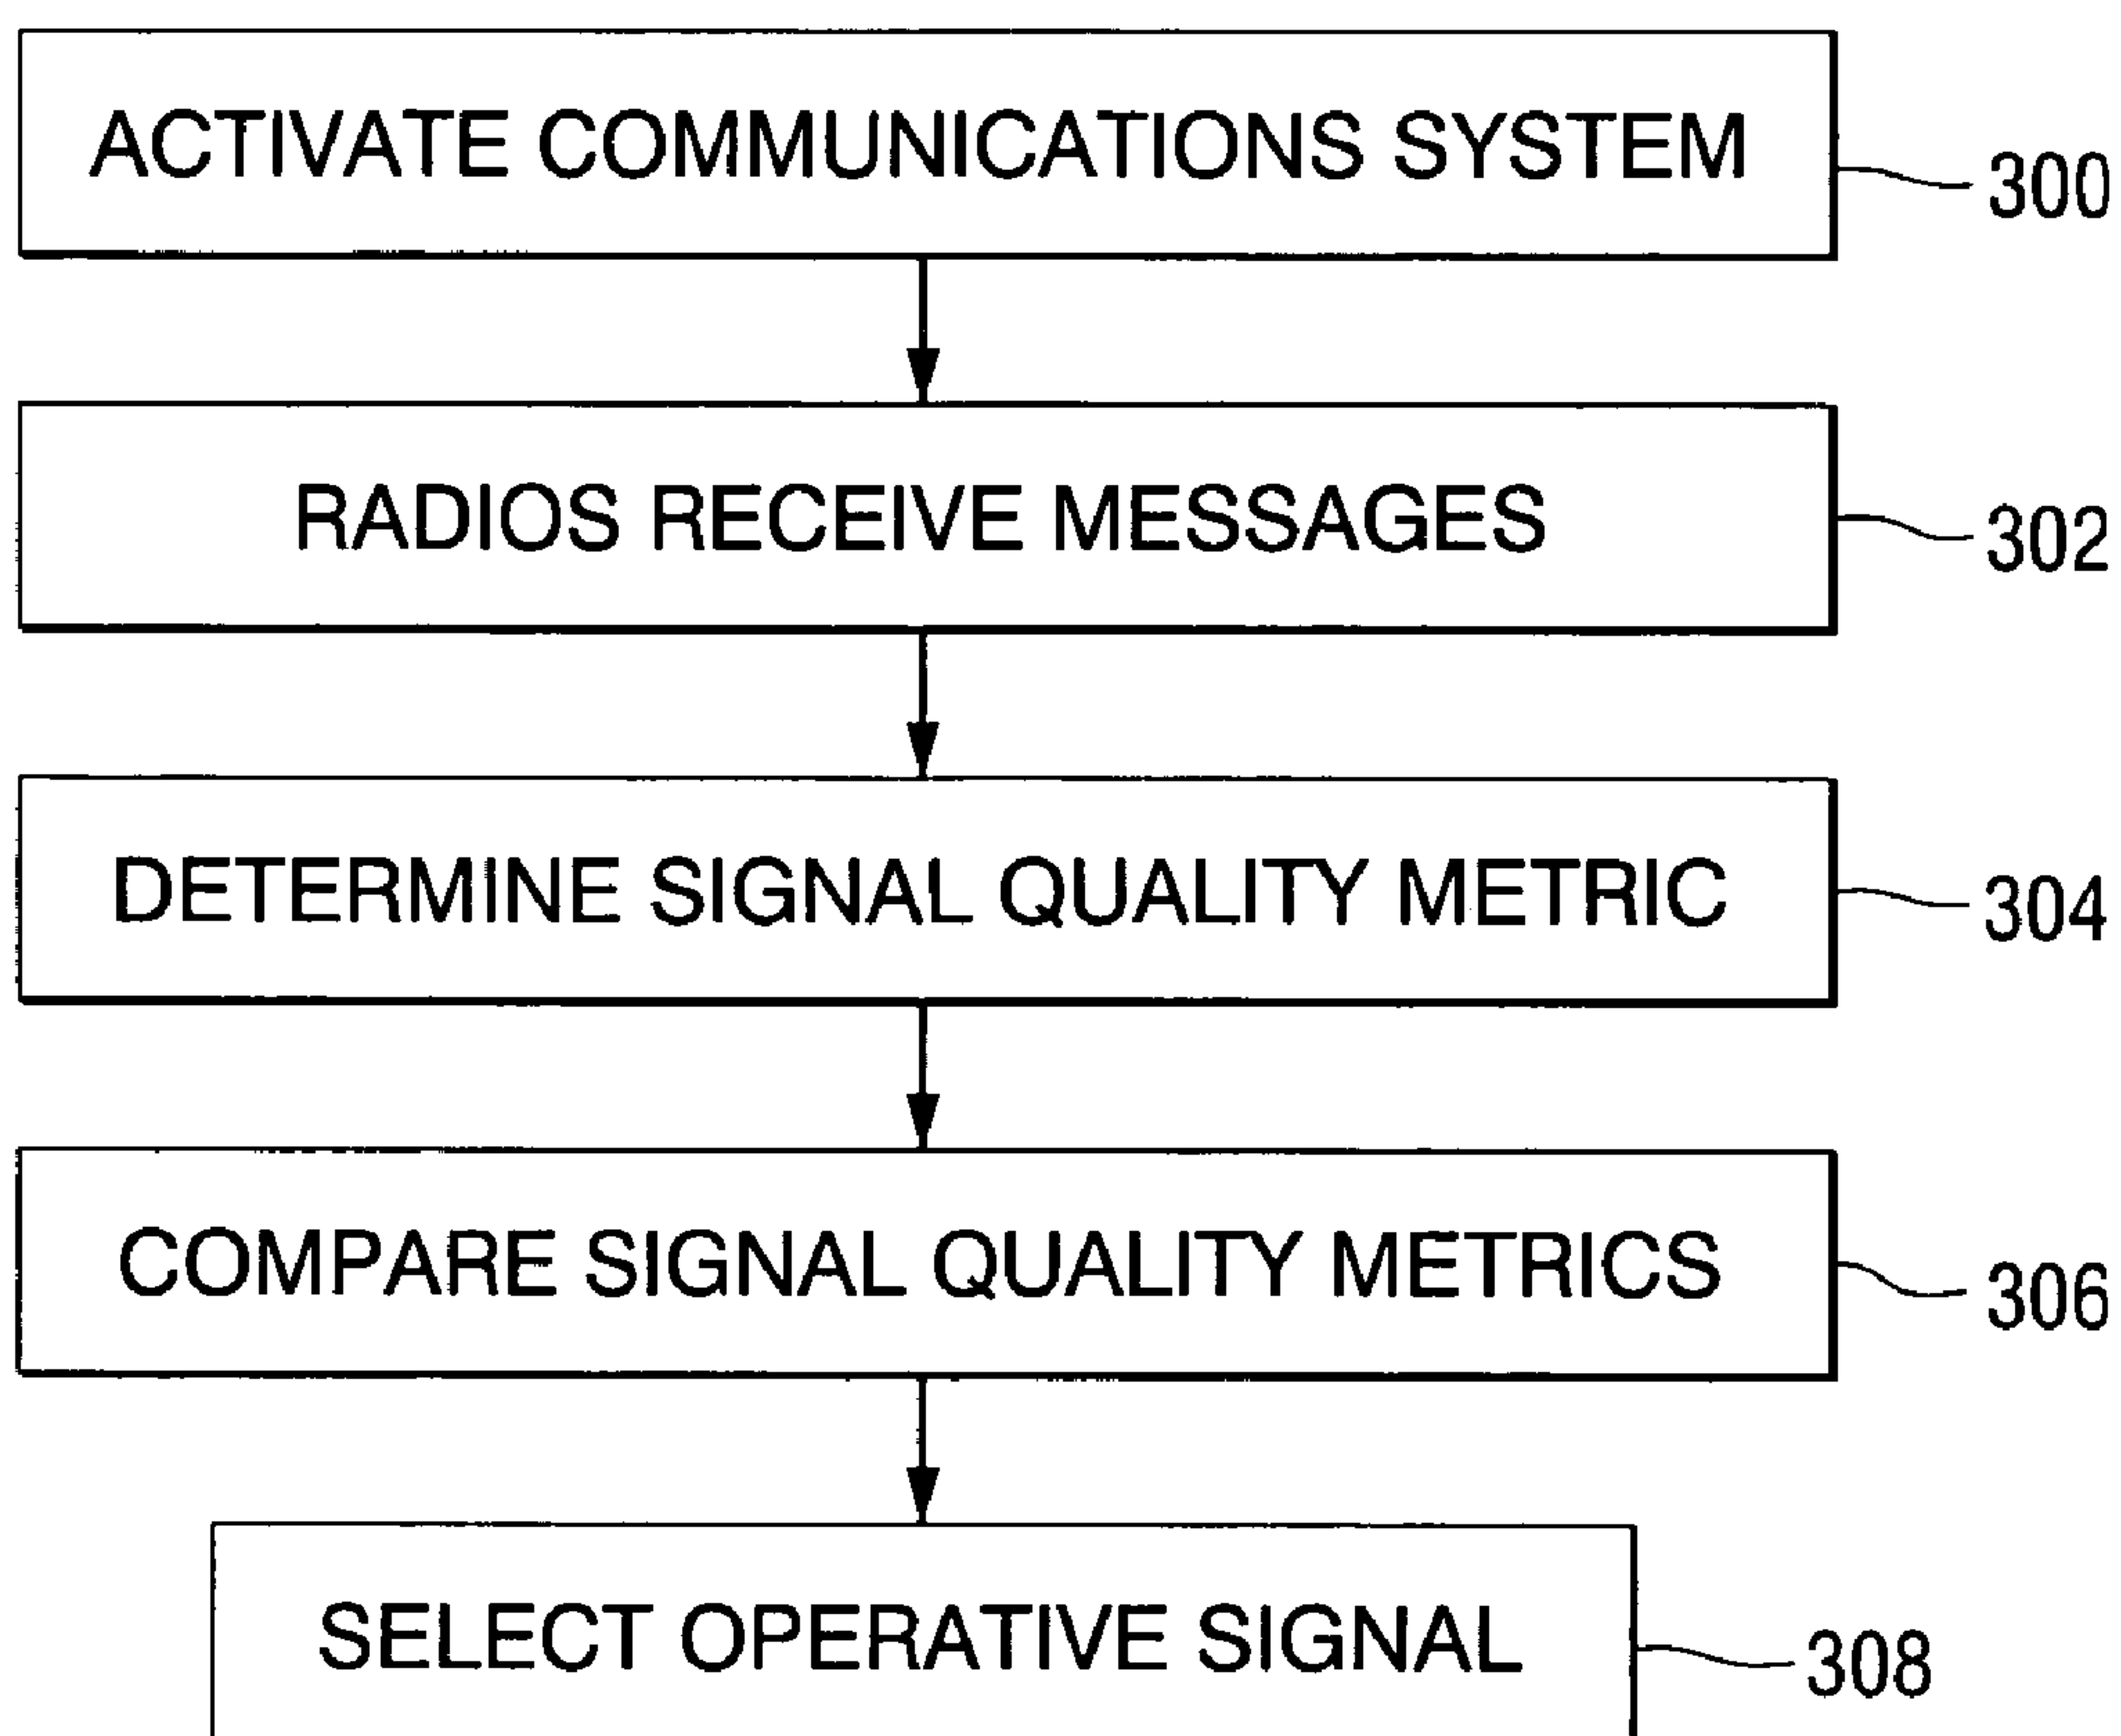 ACTIVATE COMMUNICATIONS SYSTEM
300
RADIOS RECEIVE MESSAGES
302
DETERMINE SIGNAL QUALITY METRIC
304
COMPARE SIGNAL QUALITY METRICS
306
SELECT OPERATIVE SIGNAL
308